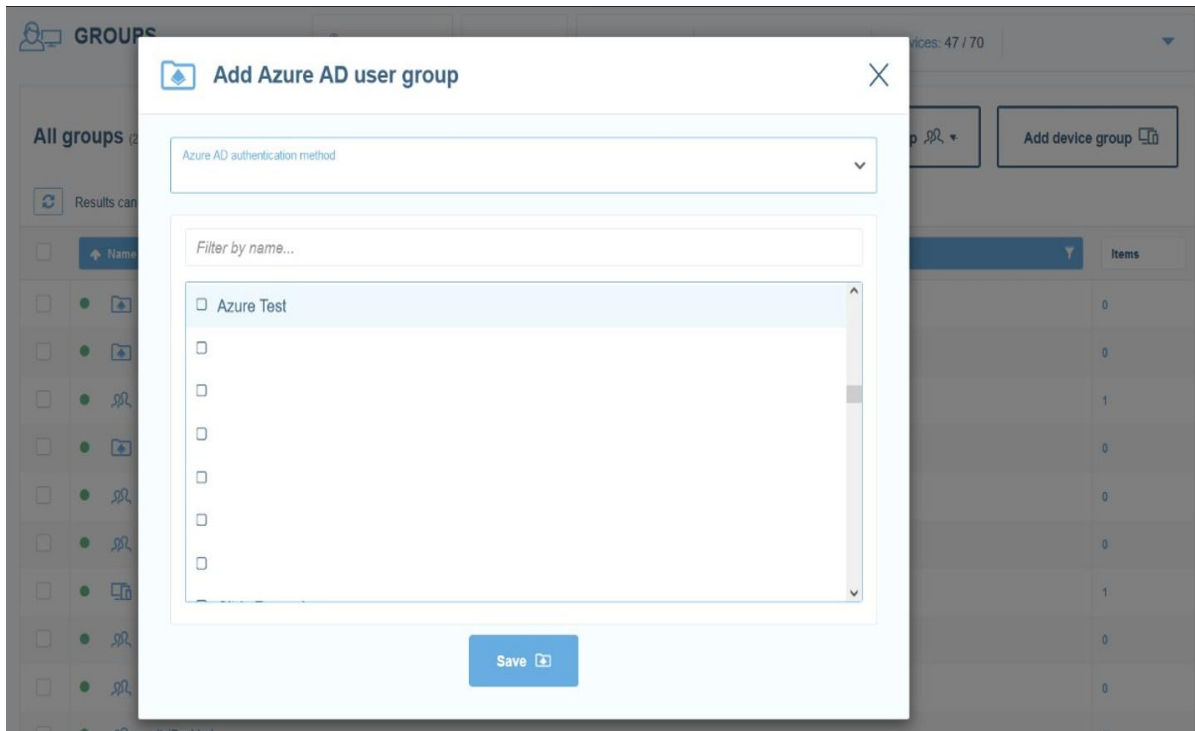 GROUPS
vices: 47 / 70
Add Azure AD user group
All groups (2
p
Add device group
Azure AD authentication method
Results can
Filter by name...
Name
Items
Azure Test
0
0
1
0
0
0
1
0
0
Save